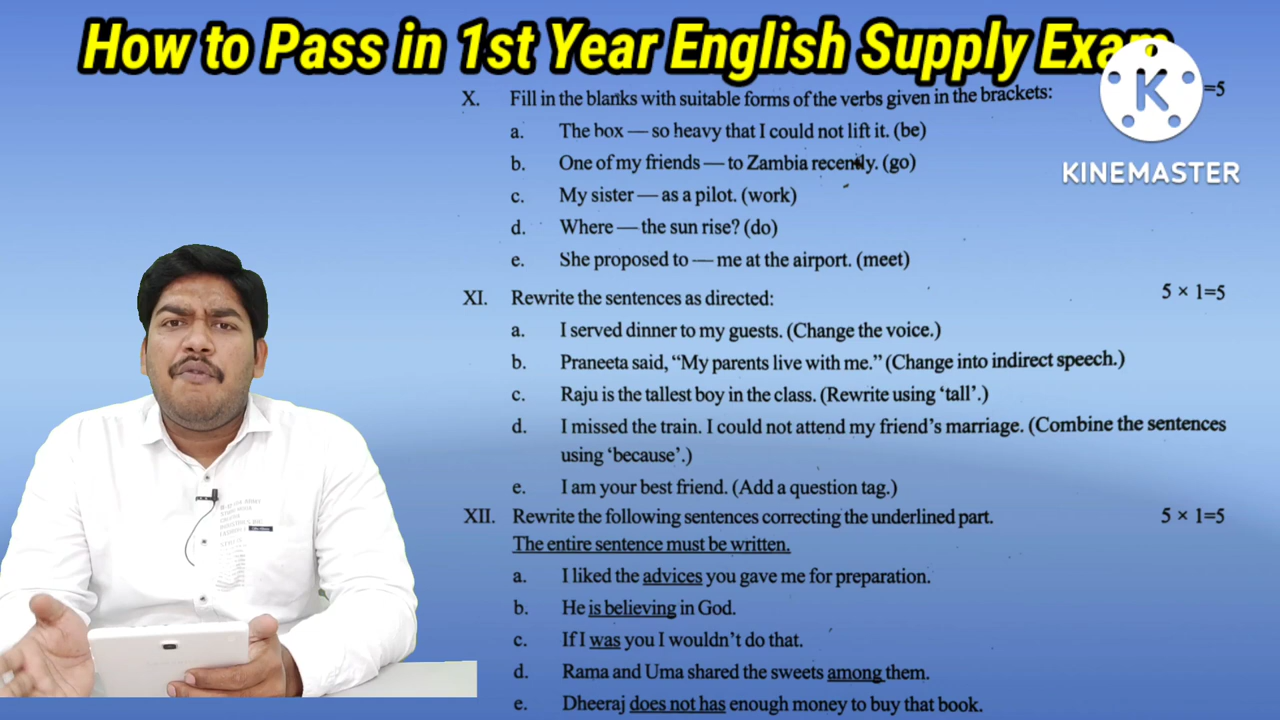 How to Pass in 1st Year English Supply Exam
K
KINEMASTER
X. Fill in the blanks with suitable forms of the verbs given in the brackets: =5
a. The box — so heavy that I could not lift it. (be)
b. One of my friends — to Zambia recently. (go)
c. My sister — as a pilot. (work)
d. Where — the sun rise? (do)
e. She proposed to — me at the airport. (meet)
XI. Rewrite the sentences as directed: 5 × 1=5
a. I served dinner to my guests. (Change the voice.)
b. Praneeta said, “My parents live with me.” (Change into indirect speech.)
c. Raju is the tallest boy in the class. (Rewrite using ‘tall’.)
d. I missed the train. I could not attend my friend’s marriage. (Combine the sentences
using ‘because’.)
e. I am your best friend. (Add a question tag.)
XII. Rewrite the following sentences correcting the underlined part. 5 × 1=5
The entire sentence must be written.
a. I liked the advices you gave me for preparation.
b. He is believing in God.
c. If I was you I wouldn’t do that.
d. Rama and Uma shared the sweets among them.
e. Dheeraj does not has enough money to buy that book.